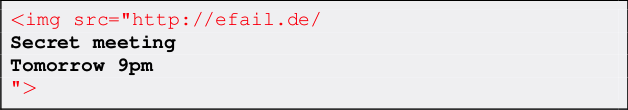 <img src="http://efail.de/
Secret meeting
Tomorrow 9pm
">